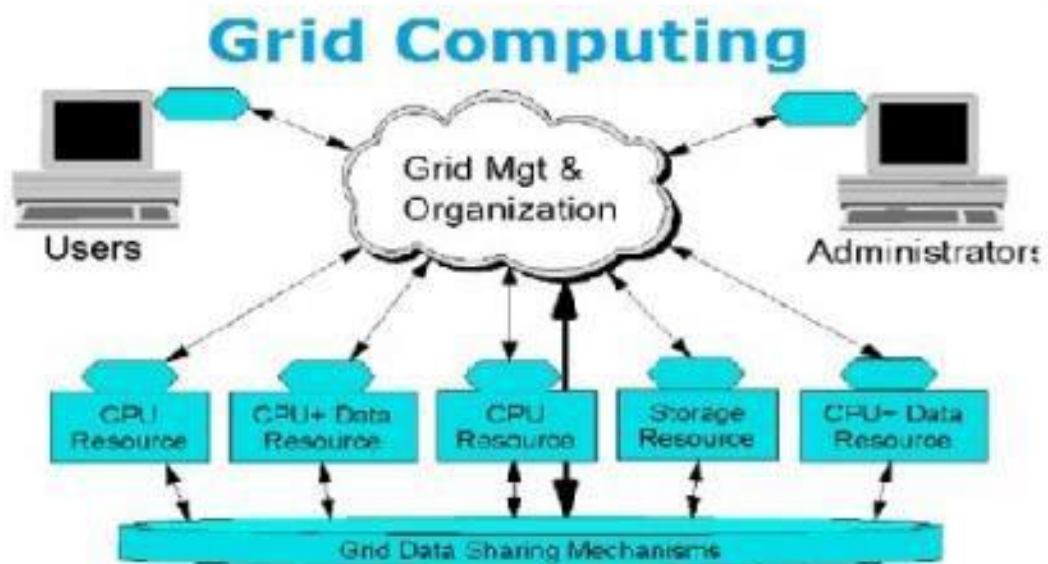 Grid Computing
Grid Mgt &
Organization
Users
Administrators
CPU
Resource
CPU+ Data
Resource
CPU
Resource
Storage
Resource
CPU+ Data
Resource
Grid Data Sharing Mechanisms